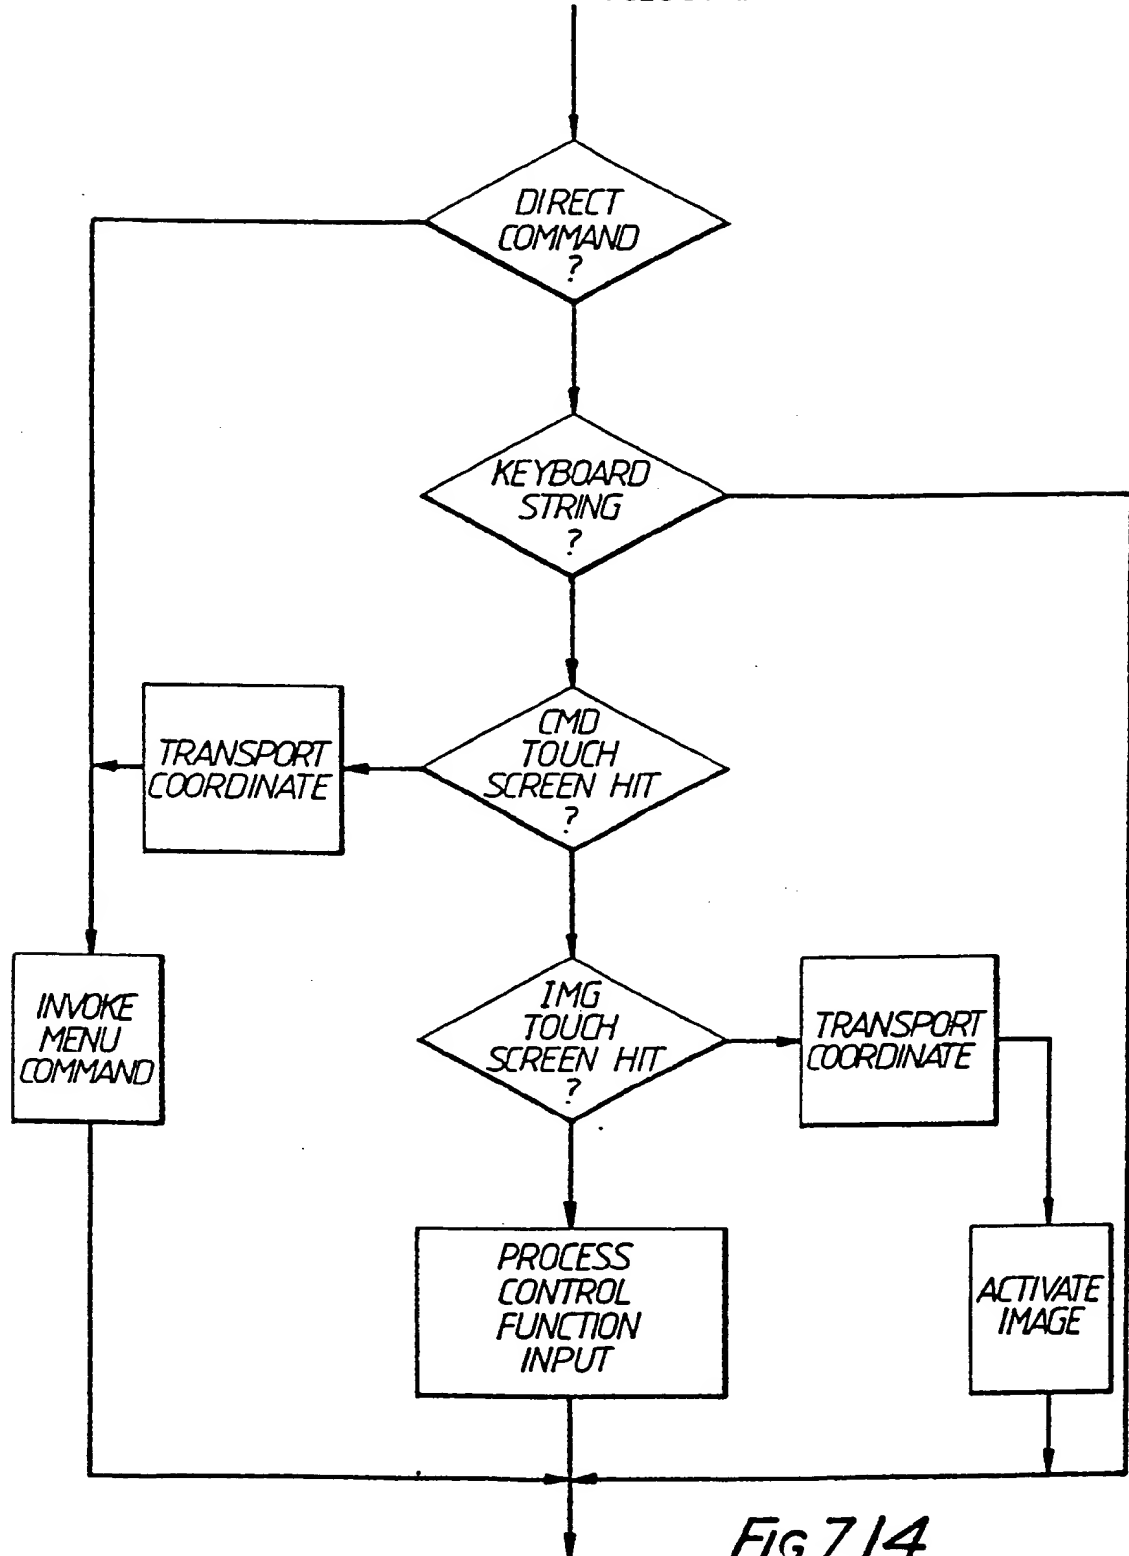 DIRECT
COMMAND
?
KEYBOARD
STRING
?
CMD
TOUCH
SCREEN HIT
?
TRANSPORT
COORDINATE
INVOKE
MENU
COMMAND
IMG
TOUCH
SCREEN HIT
?
TRANSPORT
COORDINATE
PROCESS
CONTROL
FUNCTION
INPUT
ACTIVATE
IMAGE
FIG 7/4